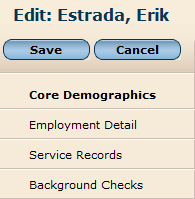 Edit: Estrada, Erik
Save Cancel
Core Demographics
Employment Detail
Service Records
Background Checks